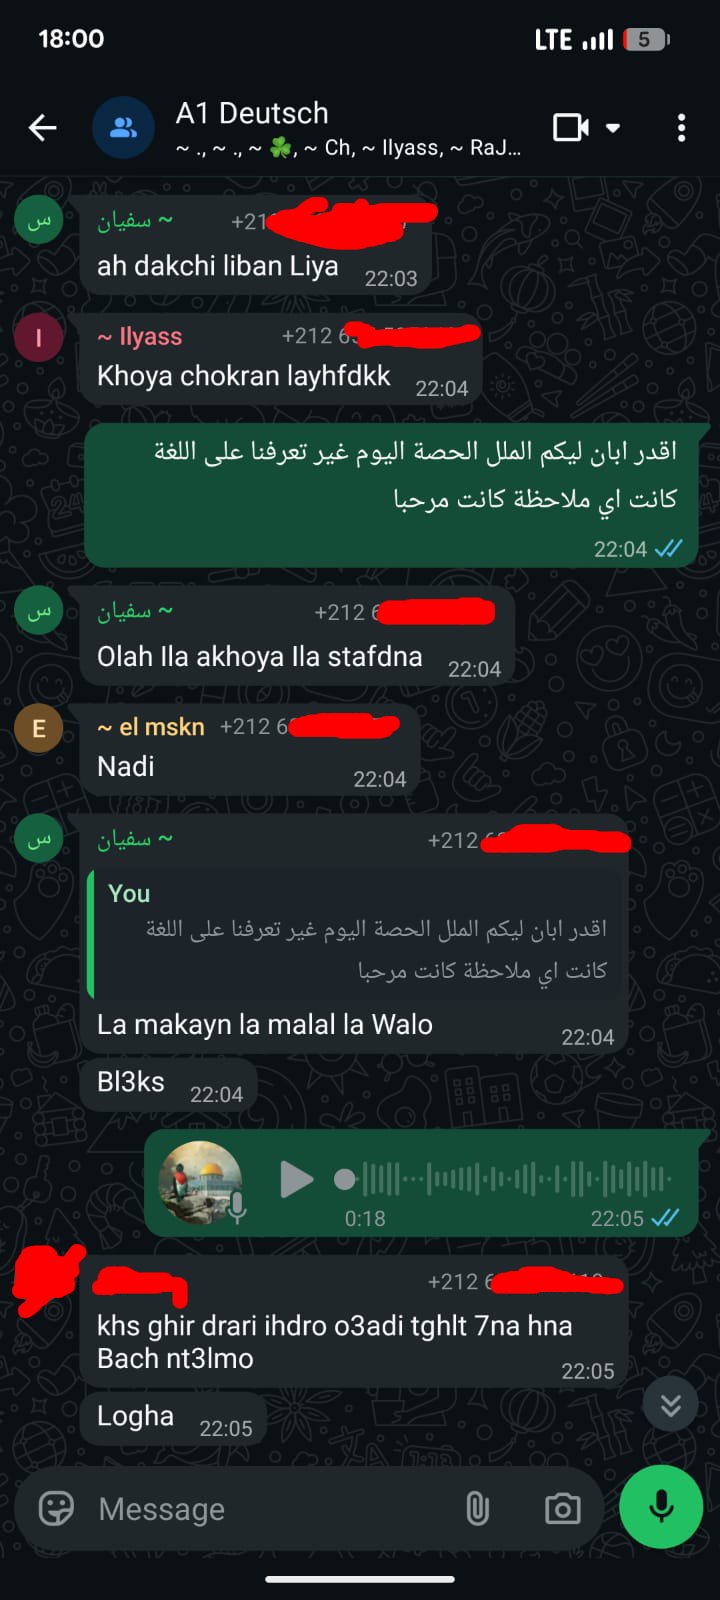 18:00
LTE 5
A1 Deutsch
~ ., ~ ., ~ ☘️, ~ Ch, ~ Ilyass, ~ RaJ...
س
~ سفيان
+21
ah dakchi liban Liya
22:03
I
~ Ilyass
+212 6
Khoya chokran layhfdkk
22:04
اقدر ابان ليكم الملل الحصة اليوم غير تعرفنا على اللغة
كانت اي ملاحظة كانت مرحبا
22:04
س
~ سفيان
+212 6
Olah Ila akhoya Ila stafdna
22:04
E
~ el mskn +212 6
Nadi
22:04
س
~ سفيان
+212
You
اقدر ابان ليكم الملل الحصة اليوم غير تعرفنا على اللغة
كانت اي ملاحظة كانت مرحبا
La makayn la malal la Walo
22:04
Bl3ks
22:04
0:18
22:05
+212 6
khs ghir drari ihdro o3adi tghlt 7na hna
Bach nt3lmo
22:05
Logha
22:05
Message